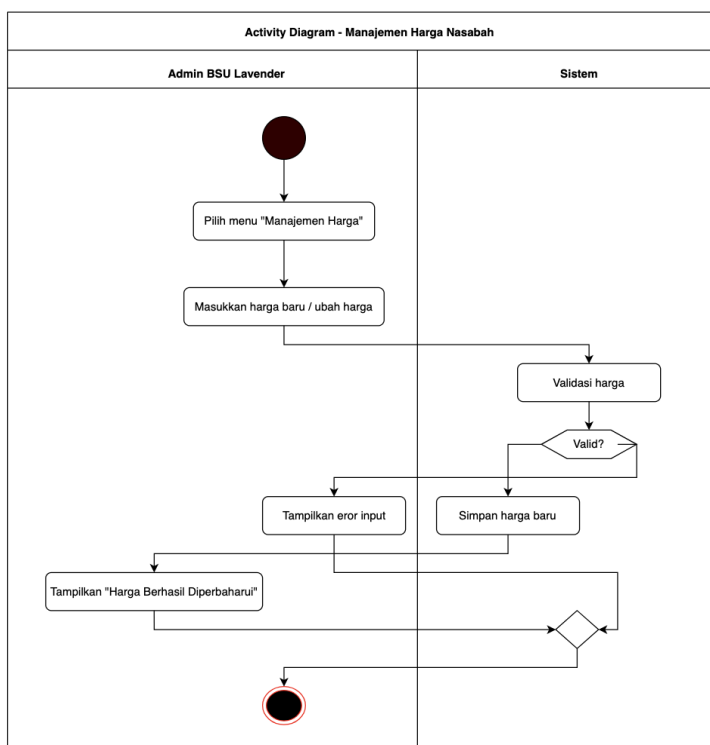 Activity Diagram - Manajemen Harga Nasabah
Admin BSU Lavender
Sistem
Pilih menu "Manajemen Harga"
Masukkan harga baru / ubah harga
Validasi harga
Valid?
Tampilkan eror input
Simpan harga baru
Tampilkan "Harga Berhasil Diperbaharui"